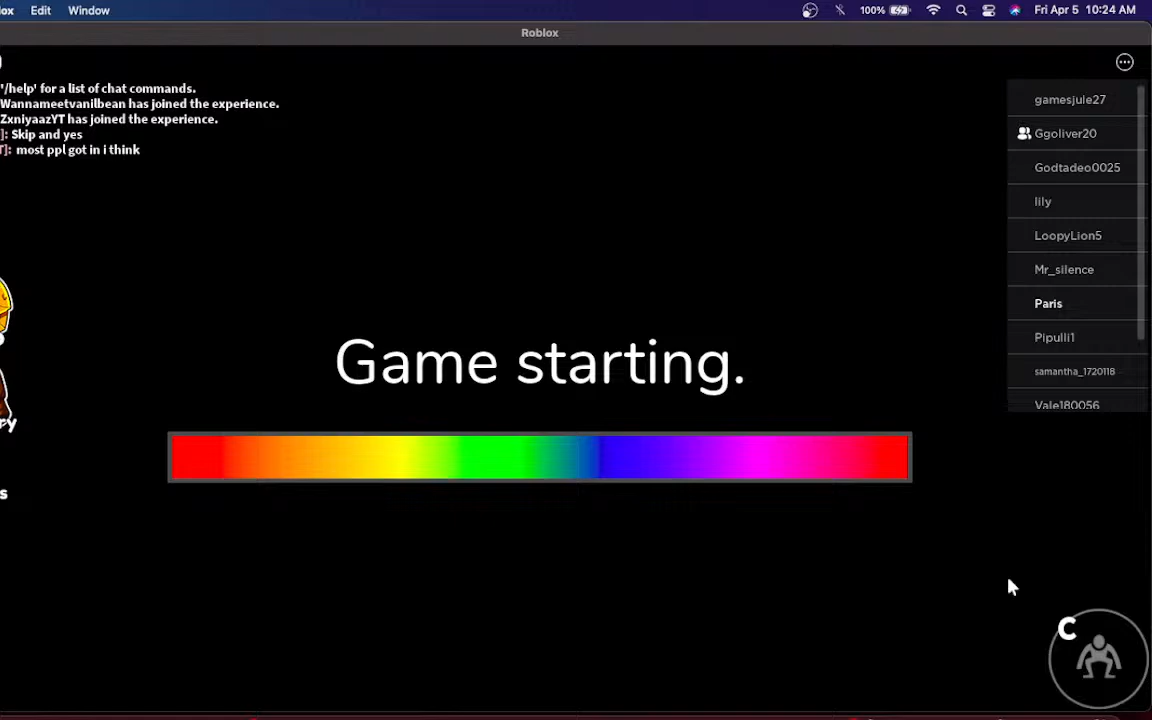 Edit Window 100% Fri Apr 5 10:24 AM
Roblox
'/help' for a list of chat commands.
Wannameetvanilbean has joined the experience.
ZxniyaazYT has joined the experience.
]: Skip and yes
T]: most ppl got in i think
gamesjule27
Ggoliver20
Godtadeo0025
lily
LoopyLion5
Mr_silence
Paris
Pipulli1
samantha_1720118
Vale180056
Game starting.
C